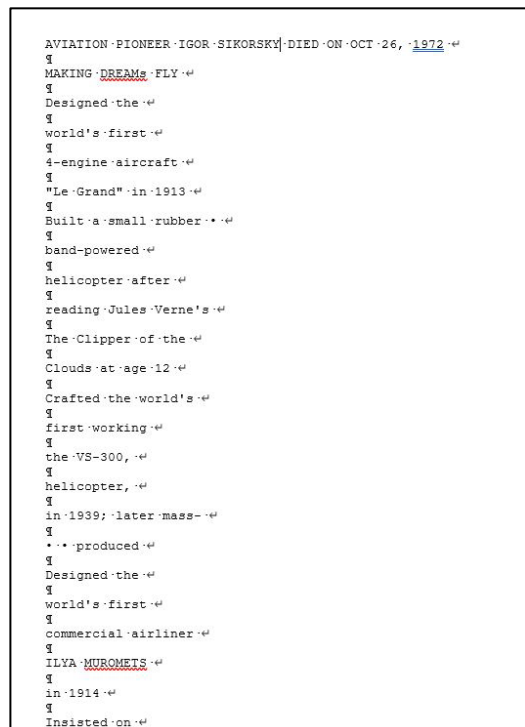 AVIATION PIONEER IGOR SIKORSKY DIED ON OCT 26, 1972
MAKING DREAMs FLY
Designed the
world's first
4-engine aircraft
"Le Grand" in 1913
Built a small rubber •
band-powered
helicopter after
reading Jules Verne's
The Clipper of the
Clouds at age 12
Crafted the world's
first working
the VS-300,
helicopter,
in 1939; later mass-
• • produced
Designed the
world's first
commercial airliner
ILYA MUROMETS
in 1914
Insisted on